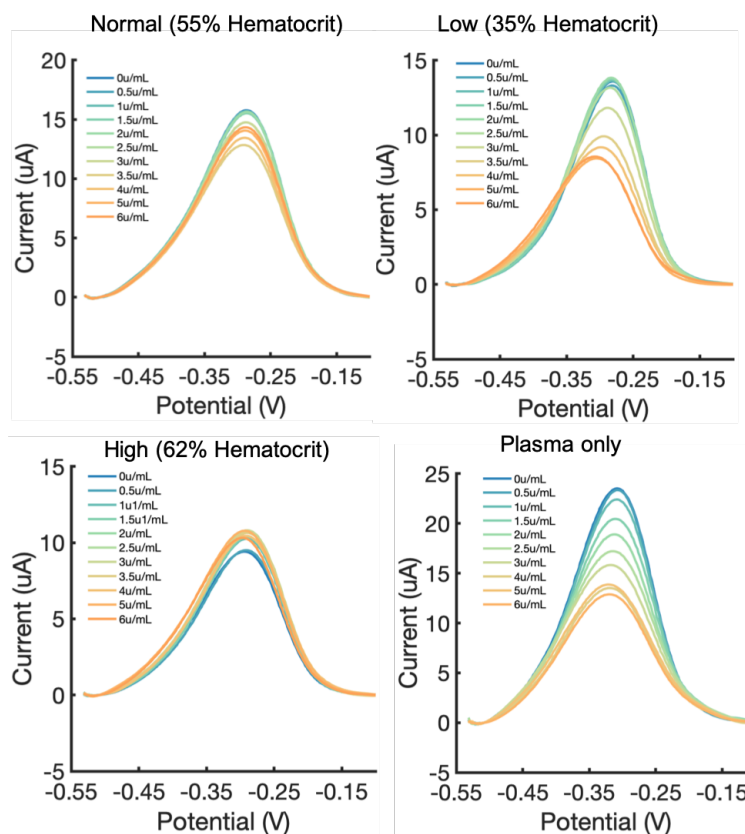 Normal (55% Hematocrit)
20
15
10
5
0
-5
Current (uA)
0u/mL
0.5u/mL
1u/mL
1.5u/mL
2u/mL
2.5u/mL
3u/mL
3.5u/mL
4u/mL
5u/mL
6u/mL
-0.55 -0.45 -0.35 -0.25 -0.15
Potential (V)
Low (35% Hematocrit)
15
10
5
0
-5
Current (uA)
0u/mL
0.5u/mL
1u/mL
1.5u/mL
2u/mL
2.5u/mL
3u/mL
3.5u/mL
4u/mL
5u/mL
6u/mL
-0.55 -0.45 -0.35 -0.25 -0.15
Potential (V)
High (62% Hematocrit)
15
10
5
0
-5
Current (uA)
0u/mL
0.5u/mL
1u1/mL
1.5u1/mL
2u/mL
2.5u/mL
3u/mL
3.5u/mL
4u/mL
5u/mL
6u/mL
-0.55 -0.45 -0.35 -0.25 -0.15
Potential (V)
Plasma only
25
20
15
10
5
0
-5
Current (uA)
0u/mL
0.5u/mL
1u/mL
1.5u/mL
2u/mL
2.5u/mL
3u/mL
4u/mL
5u/mL
6u/mL
-0.55 -0.45 -0.35 -0.25 -0.15
Potential (V)